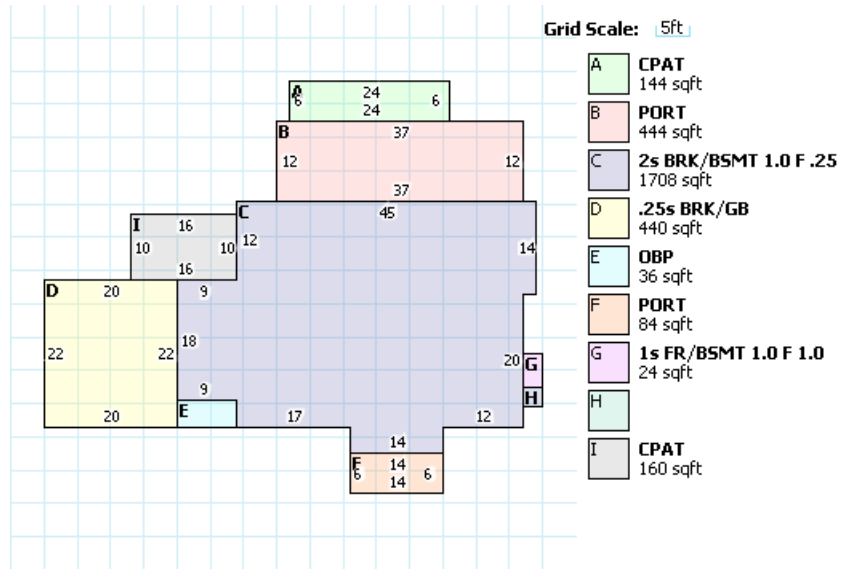 Grid Scale: 5ft
A CPAT
144 sqft
B PORT
444 sqft
C 2s BRK/BSMT 1.0 F .25
1708 sqft
D .25s BRK/GB
440 sqft
E OBP
36 sqft
F PORT
84 sqft
G 1s FR/BSMT 1.0 F 1.0
24 sqft
H
I CPAT
160 sqft
A 24
6 6
24
B 37
12 12
37
C 45
I 16
10 10 12 14
16
D 20 9
18
22 22 20 G
9 H
20 E 17 12
14
F 14
6 6
14